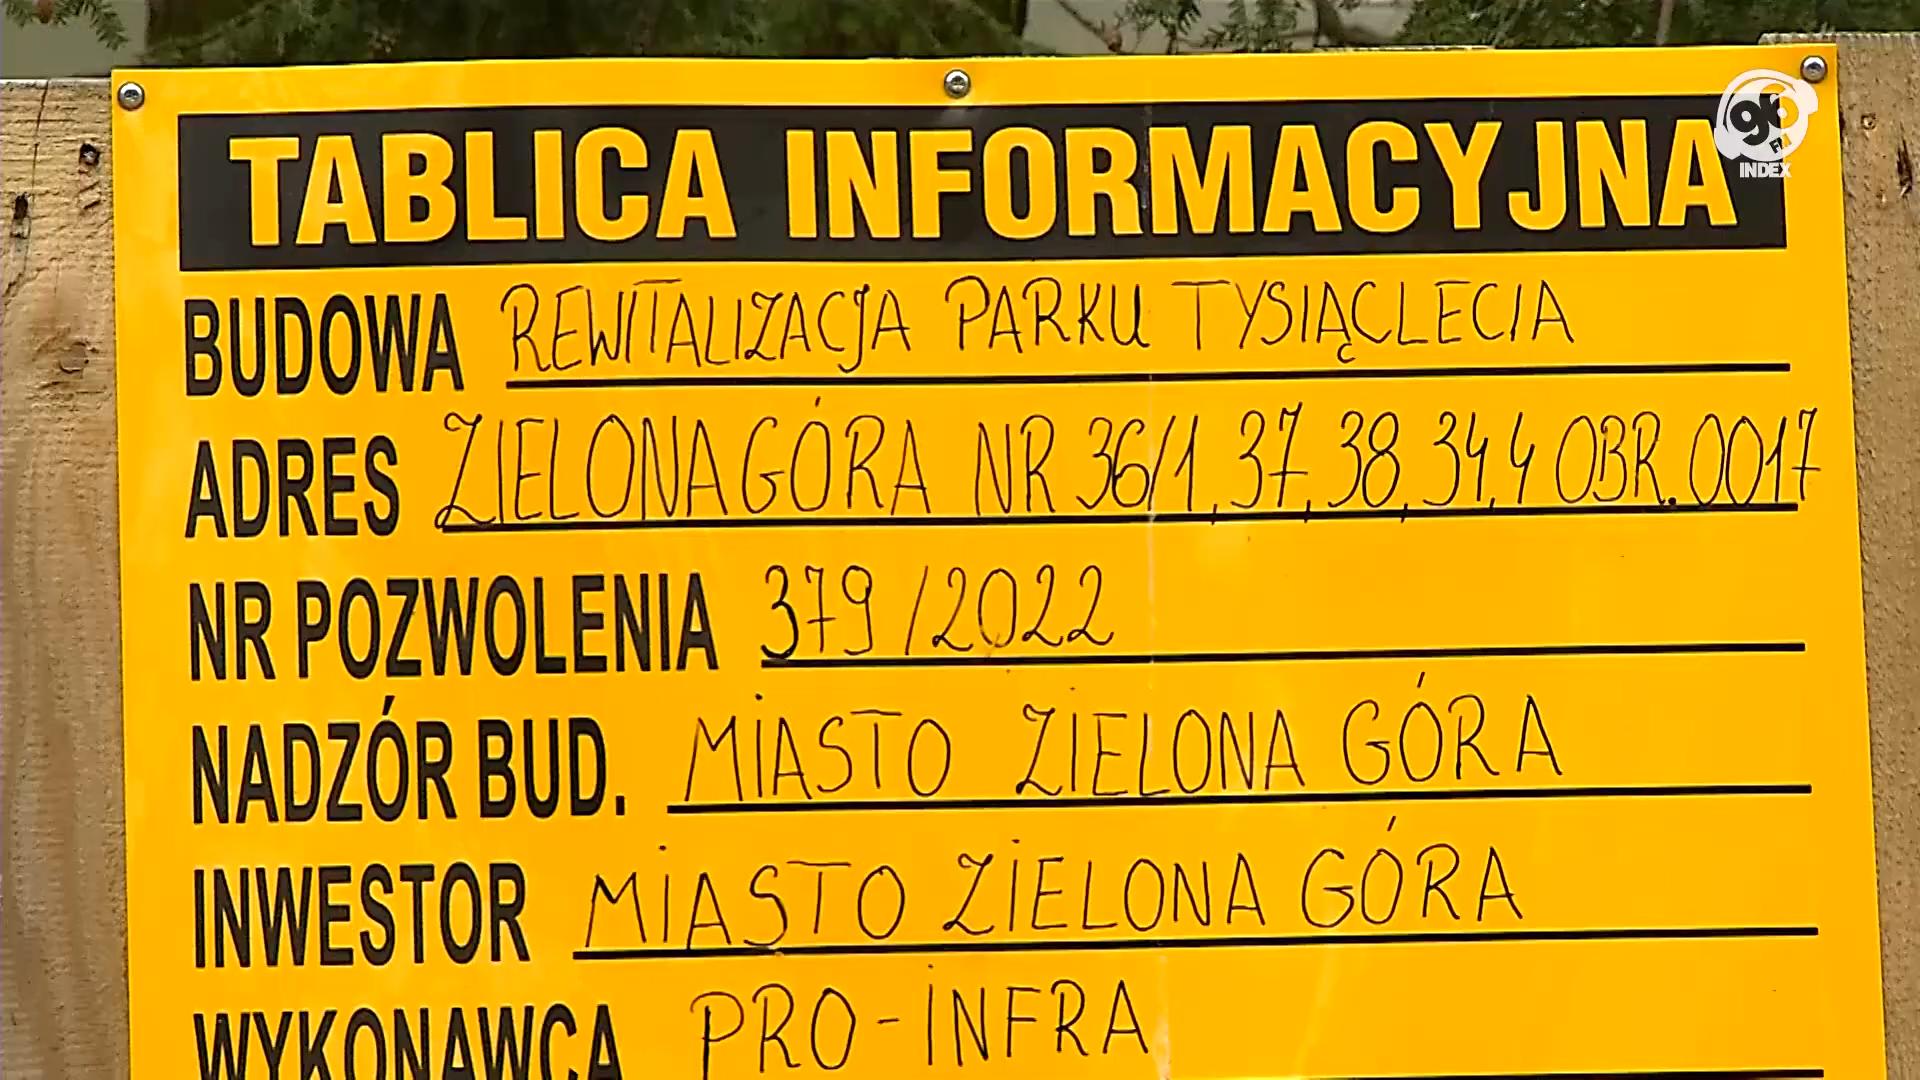 TABLICA INFORMACYJNA
INDEX
BUDOWA REWITALIZACJA PARKU TYSIĄCLECIA
ADRES ZIELONA GÓRA NR 36/1, 37, 38, 34, 4 OBR. 0017
NR POZWOLENIA 379/2022
NADZÓR BUD. MIASTO ZIELONA GÓRA
INWESTOR MIASTO ZIELONA GÓRA
WYKONAWCA PRO-INFRA